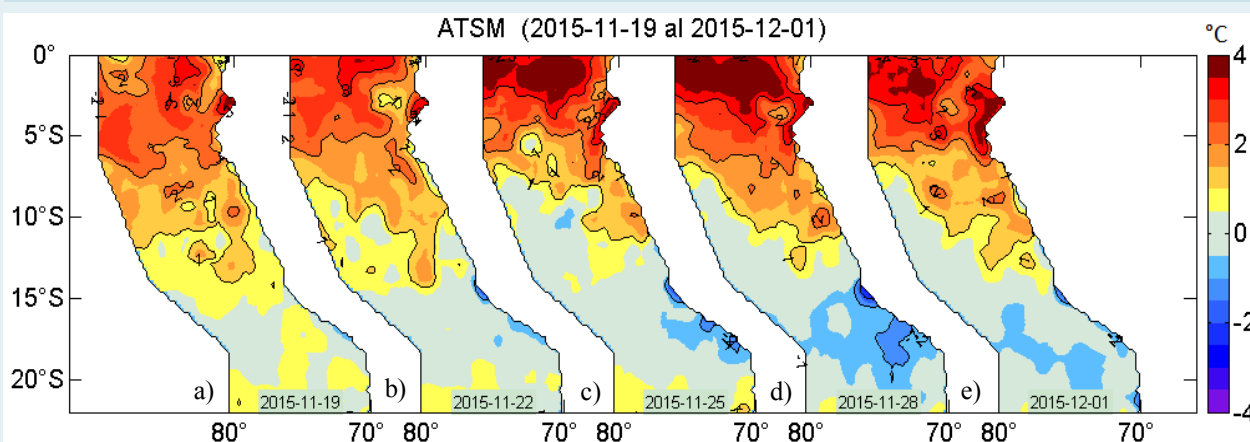 ATSM (2015-11-19 al 2015-12-01)
°C
0°
5°S
10°S
15°S
20°S
a) 2015-11-19
b) 2015-11-22
c) 2015-11-25
d) 2015-11-28
e) 2015-12-01
80° 70° 80° 70° 80° 70° 80° 70° 80° 70°
4
2
0
-2
-4